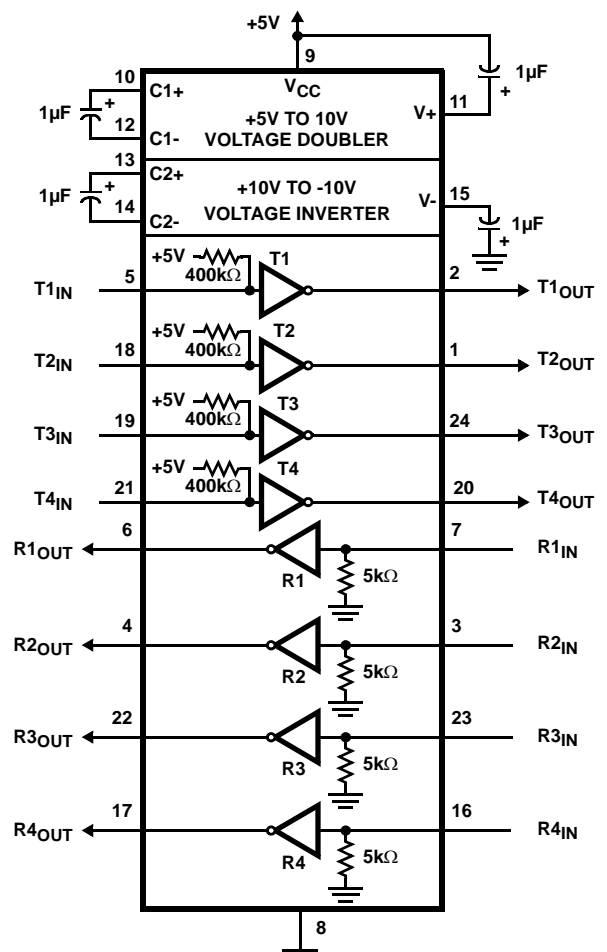 +5V
9
1µF
+
11
10
1µF
+
12
C1+
C1-
VCC
+5V TO 10V
VOLTAGE DOUBLER
V+
13
1µF
+
14
C2+
C2-
+10V TO -10V
VOLTAGE INVERTER
V-
15
1µF
+
T1IN
5
+5V
400kΩ
T1
2
T1OUT
T2IN
18
+5V
400kΩ
T2
1
T2OUT
T3IN
19
+5V
400kΩ
T3
24
T3OUT
T4IN
21
+5V
400kΩ
T4
20
T4OUT
R1OUT
6
R1
5kΩ
7
R1IN
R2OUT
4
R2
5kΩ
3
R2IN
R3OUT
22
R3
5kΩ
23
R3IN
R4OUT
17
R4
5kΩ
16
R4IN
8